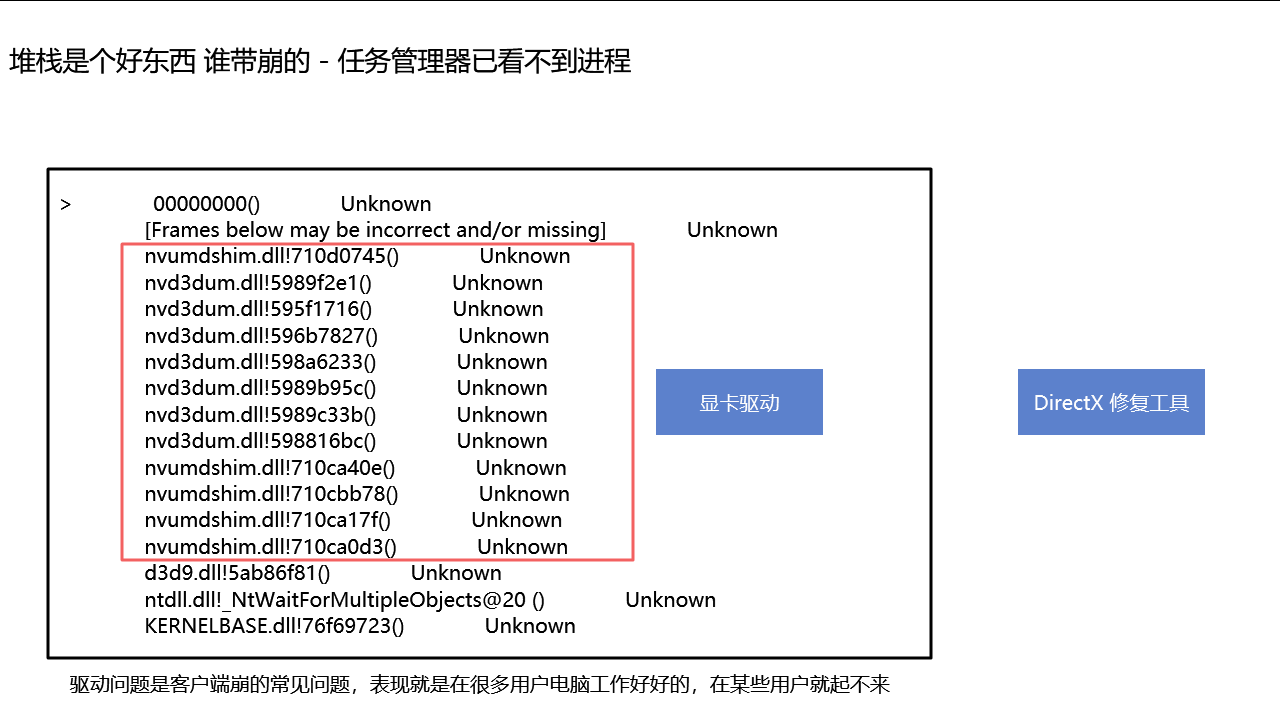 堆栈是个好东西 谁带崩的 - 任务管理器已看不到进程
> 00000000() Unknown
[Frames below may be incorrect and/or missing] Unknown
nvumdshim.dll!710d0745() Unknown
nvd3dum.dll!5989f2e1() Unknown
nvd3dum.dll!595f1716() Unknown
nvd3dum.dll!596b7827() Unknown
nvd3dum.dll!598a6233() Unknown
nvd3dum.dll!5989b95c() Unknown
nvd3dum.dll!5989c33b() Unknown
nvd3dum.dll!598816bc() Unknown
nvumdshim.dll!710ca40e() Unknown
nvumdshim.dll!710cbb78() Unknown
nvumdshim.dll!710ca17f() Unknown
nvumdshim.dll!710ca0d3() Unknown
d3d9.dll!5ab86f81() Unknown
ntdll.dll!_NtWaitForMultipleObjects@20 () Unknown
KERNELBASE.dll!76f69723() Unknown
显卡驱动
DirectX 修复工具
驱动问题是客户端崩的常见问题，表现就是在很多用户电脑工作好好的，在某些用户就起不来